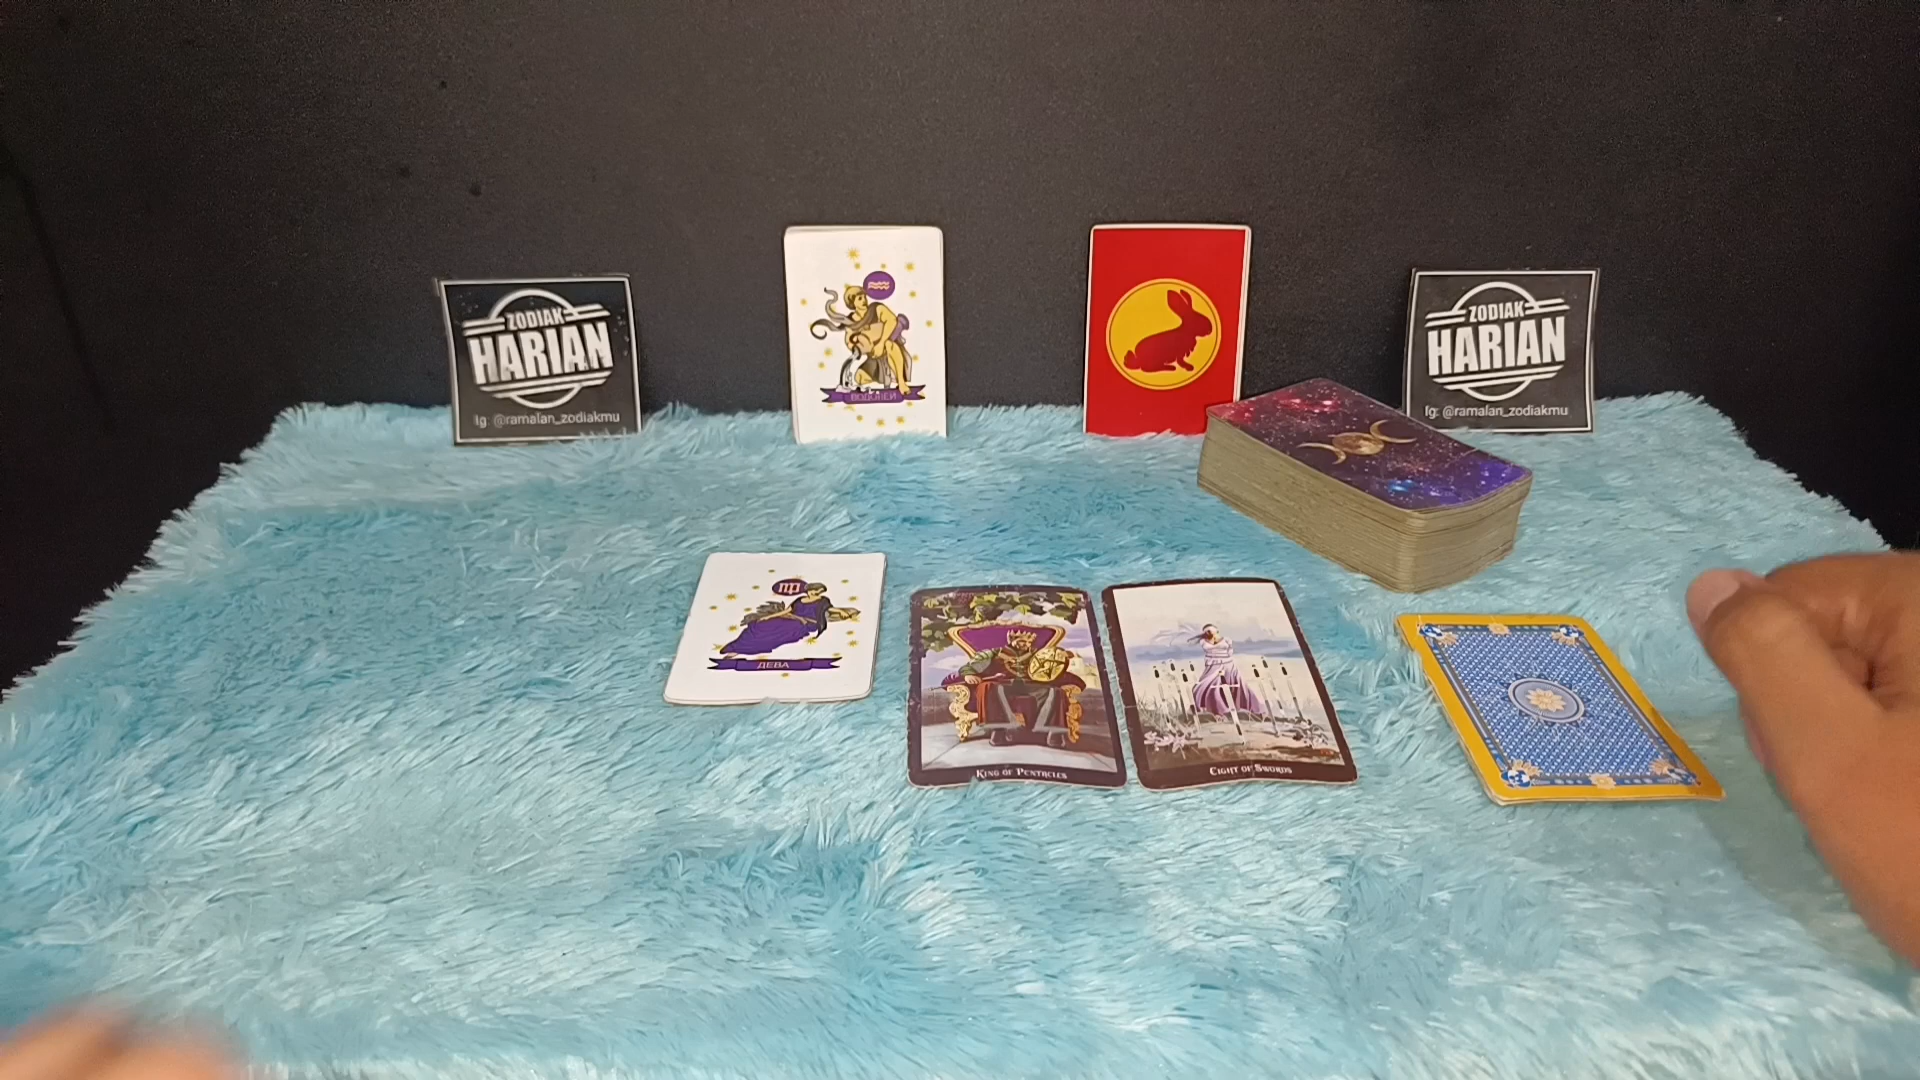 ZODIAK
HARIAN
Ig: @ramalan_zodiakmu
ВОДОЛЕЙ
ZODIAK
HARIAN
Ig: @ramalan_zodiakmu
ДЕВА
KING OF PENTACLES
EIGHT OF SWORDS